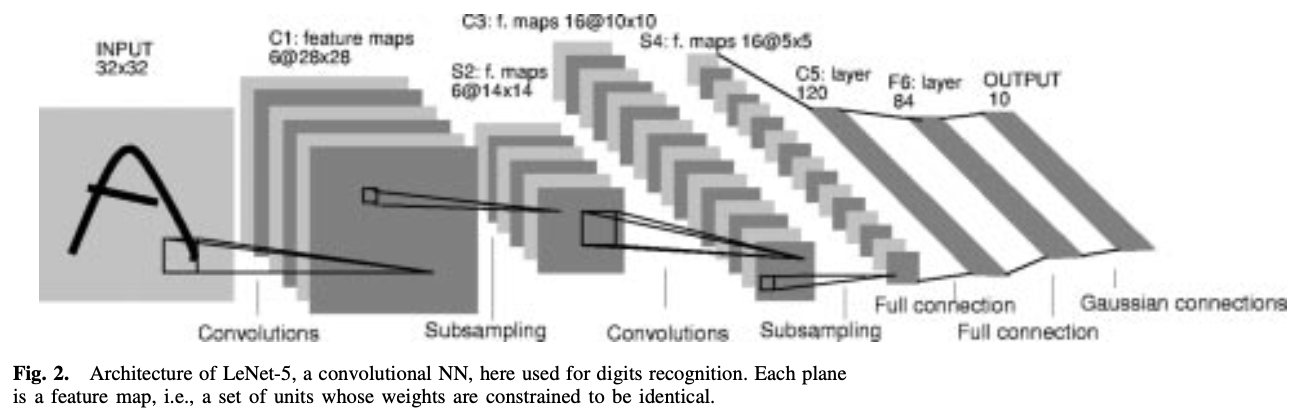 INPUT
32x32
C1: feature maps
6@28x28
S2: f. maps
6@14x14
C3: f. maps 16@10x10
S4: f. maps 16@5x5
C5: layer
120
F6: layer
84
OUTPUT
10
Convolutions
Subsampling
Convolutions
Subsampling
Full connection
Full connection
Gaussian connections
Fig. 2. Architecture of LeNet-5, a convolutional NN, here used for digits recognition. Each plane
is a feature map, i.e., a set of units whose weights are constrained to be identical.